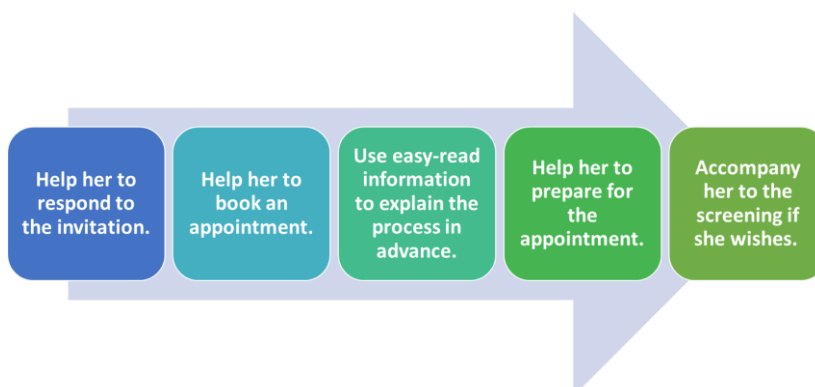 Help her to
respond to
the invitation.
Help her to
book an
appointment.
Use easy-read
information
to explain the
process in
advance.
Help her to
prepare for
the
appointment.
Accompany
her to the
screening if
she wishes.